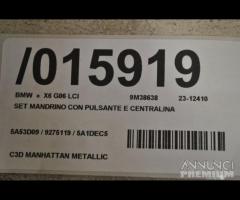 /015919
BMW * X6 G06 LCI 9M38638 23-12410
SET MANDRINO CON PULSANTE E CENTRALINA
5A53D09 / 9275119 / 5A1DEC5
C3D MANHATTAN METALLIC
ANNUNCI
PREMIUM